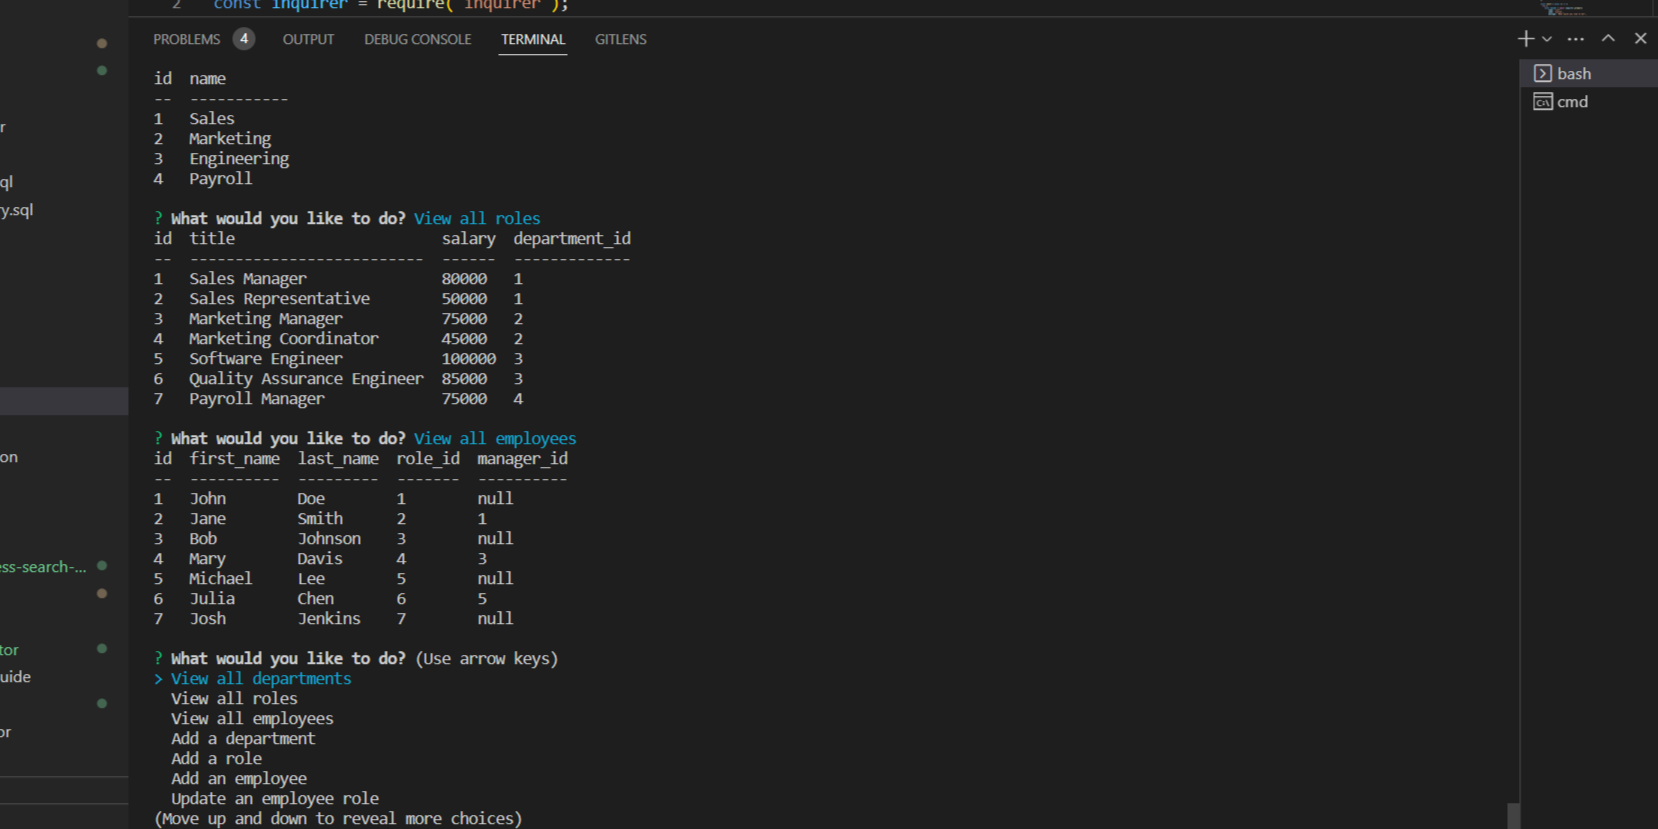 2 const inquirer = require('inquirer');
PROBLEMS 4 OUTPUT DEBUG CONSOLE TERMINAL GITLENS
bash
cmd
r
ql
y.sql
on
ess-search-...
tor
uide
or
id name
-- -----------
1 Sales
2 Marketing
3 Engineering
4 Payroll
? What would you like to do? View all roles
id title salary department_id
-- -------------------------- ------ -------------
1 Sales Manager 80000 1
2 Sales Representative 50000 1
3 Marketing Manager 75000 2
4 Marketing Coordinator 45000 2
5 Software Engineer 100000 3
6 Quality Assurance Engineer 85000 3
7 Payroll Manager 75000 4
? What would you like to do? View all employees
id first_name last_name role_id manager_id
-- ---------- --------- ------- ----------
1 John Doe 1 null
2 Jane Smith 2 1
3 Bob Johnson 3 null
4 Mary Davis 4 3
5 Michael Lee 5 null
6 Julia Chen 6 5
7 Josh Jenkins 7 null
? What would you like to do? (Use arrow keys)
> View all departments
View all roles
View all employees
Add a department
Add a role
Add an employee
Update an employee role
(Move up and down to reveal more choices)